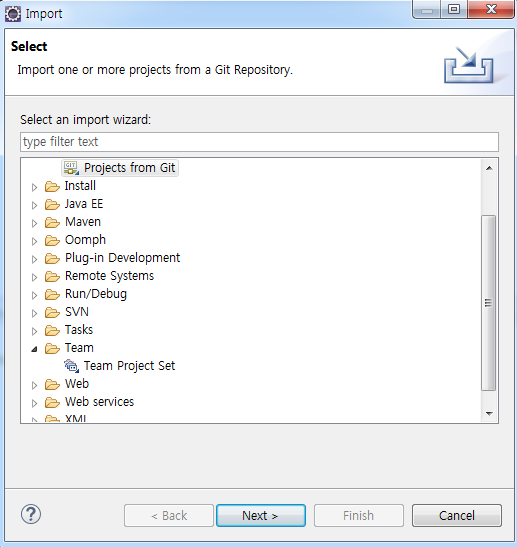 Import
Select
Import one or more projects from a Git Repository.
Select an import wizard:
type filter text
GIT Projects from Git
Install
Java EE
Maven
Oomph
Plug-in Development
Remote Systems
Run/Debug
SVN
Tasks
Team
Team Project Set
Web
Web services
XML
?
< Back
Next >
Finish
Cancel